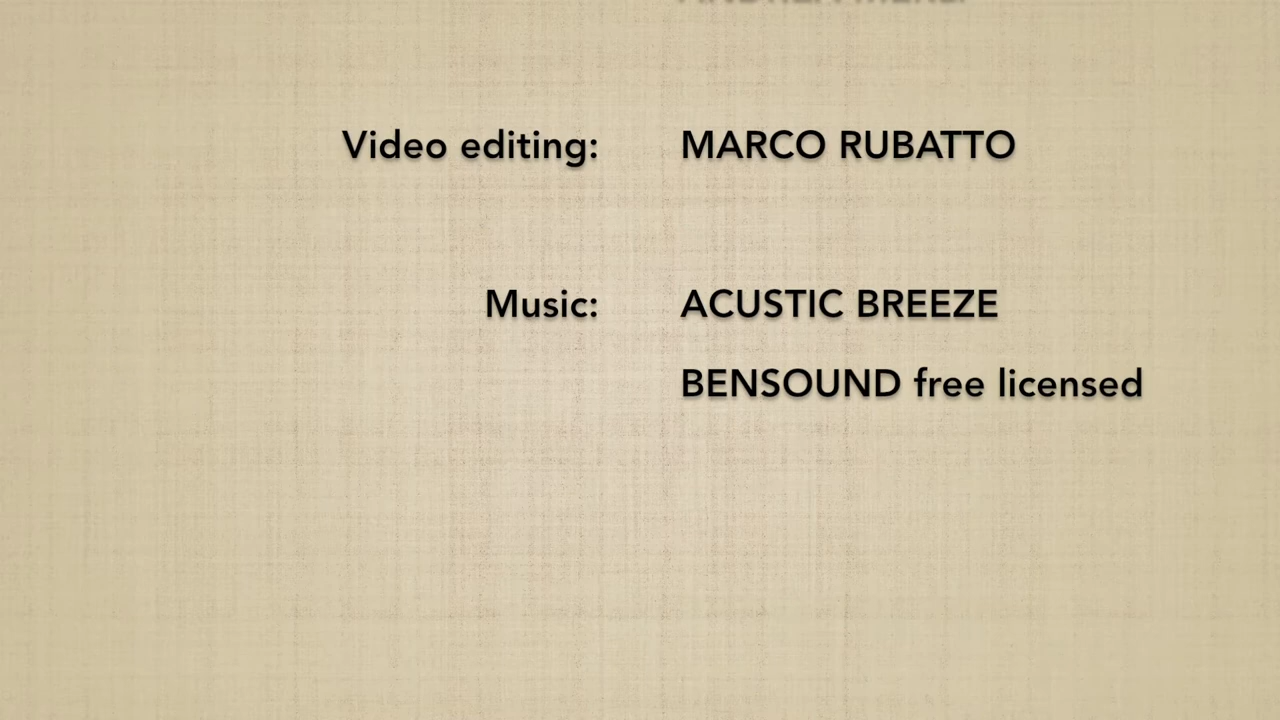 Video editing: MARCO RUBATTO
Music: ACUSTIC BREEZE
BENSOUND free licensed